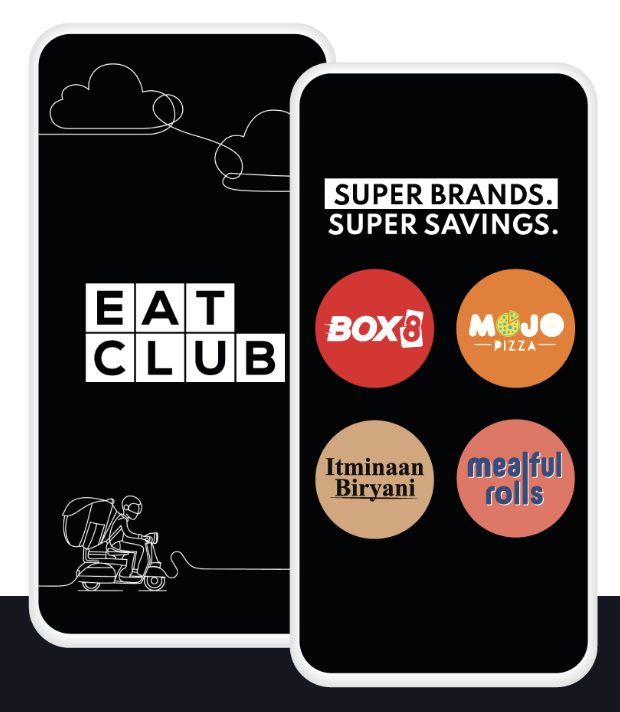 EAT
CLUB
SUPER BRANDS.
SUPER SAVINGS.
BOX8
MOJO
PIZZA
Itminaan
Biryani
mealful
rolls